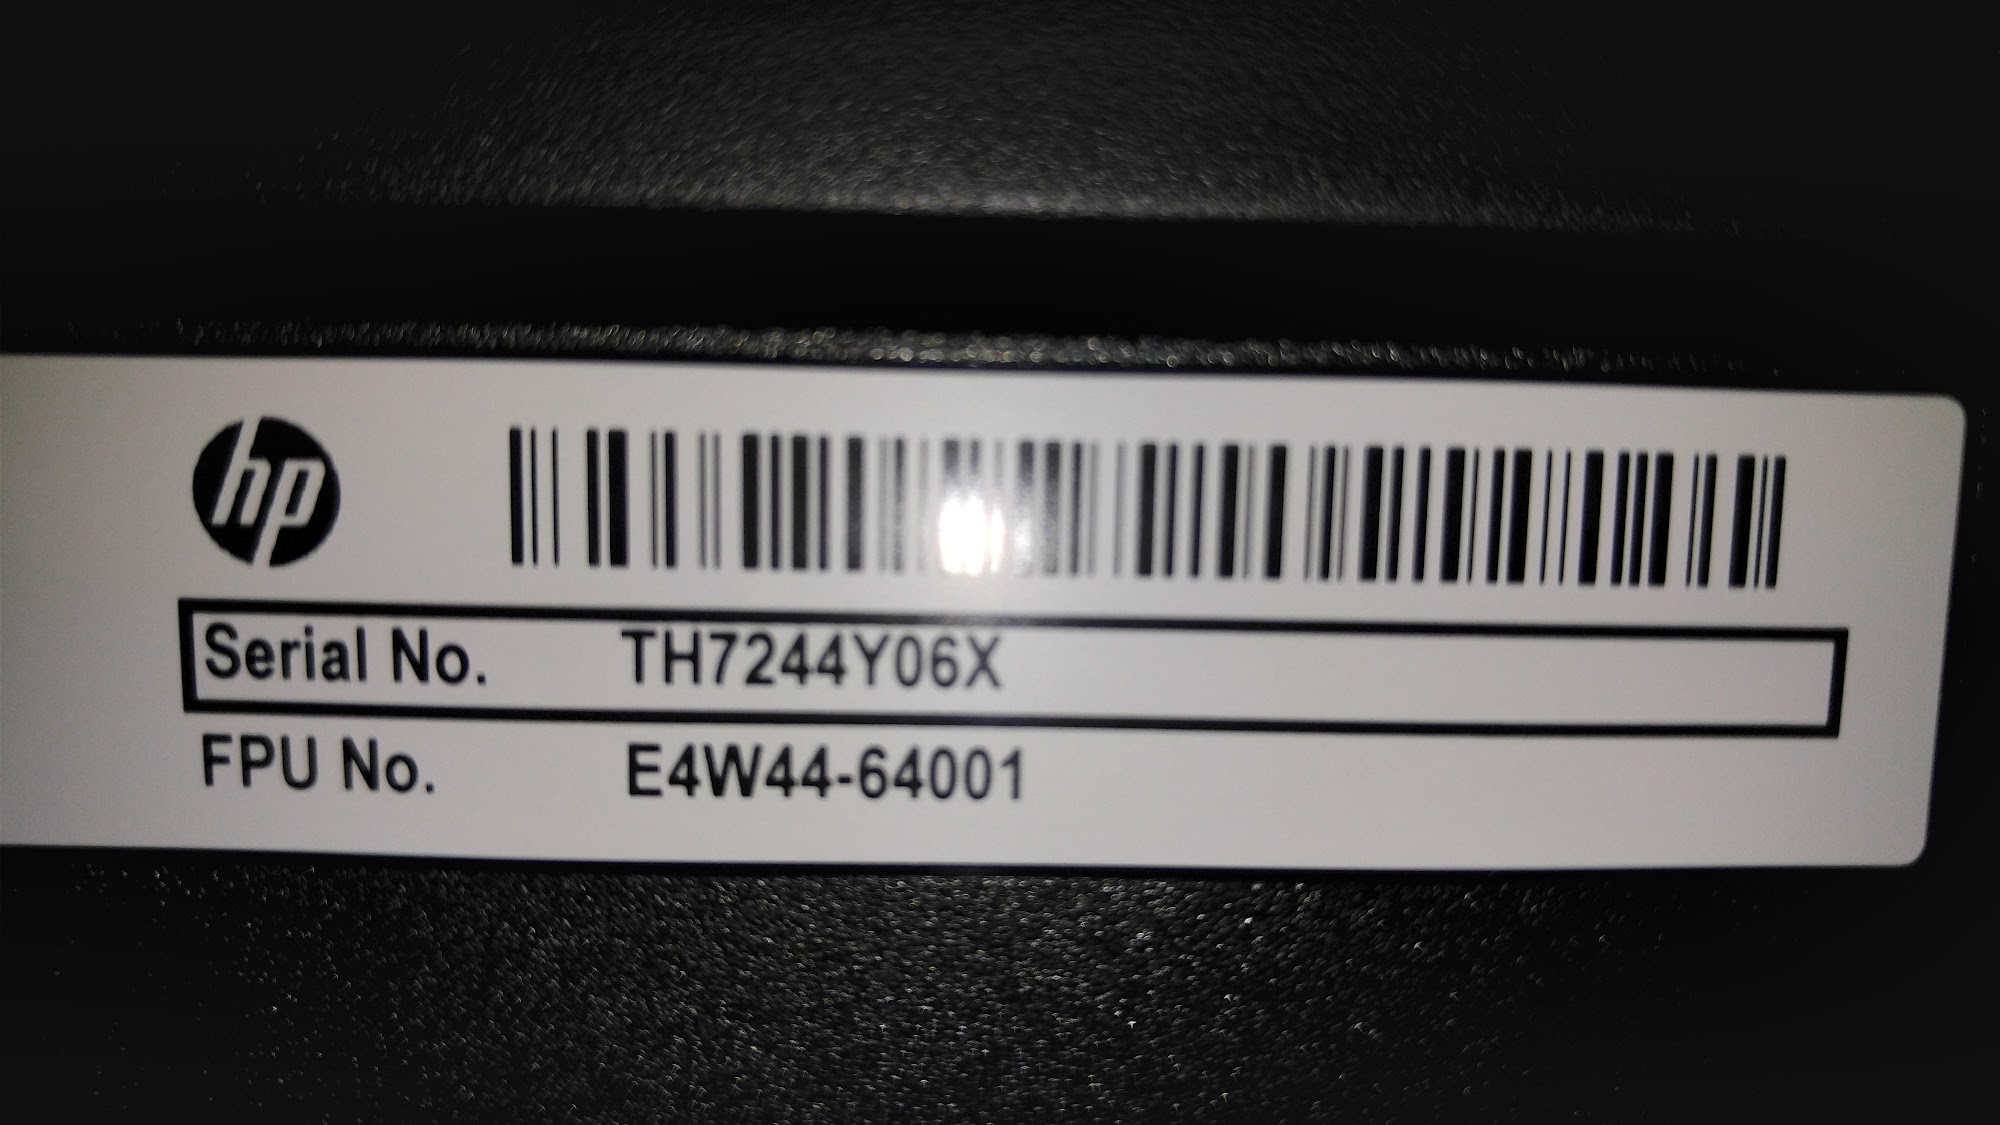 hp
Serial No. TH7244Y06X
FPU No. E4W44-64001